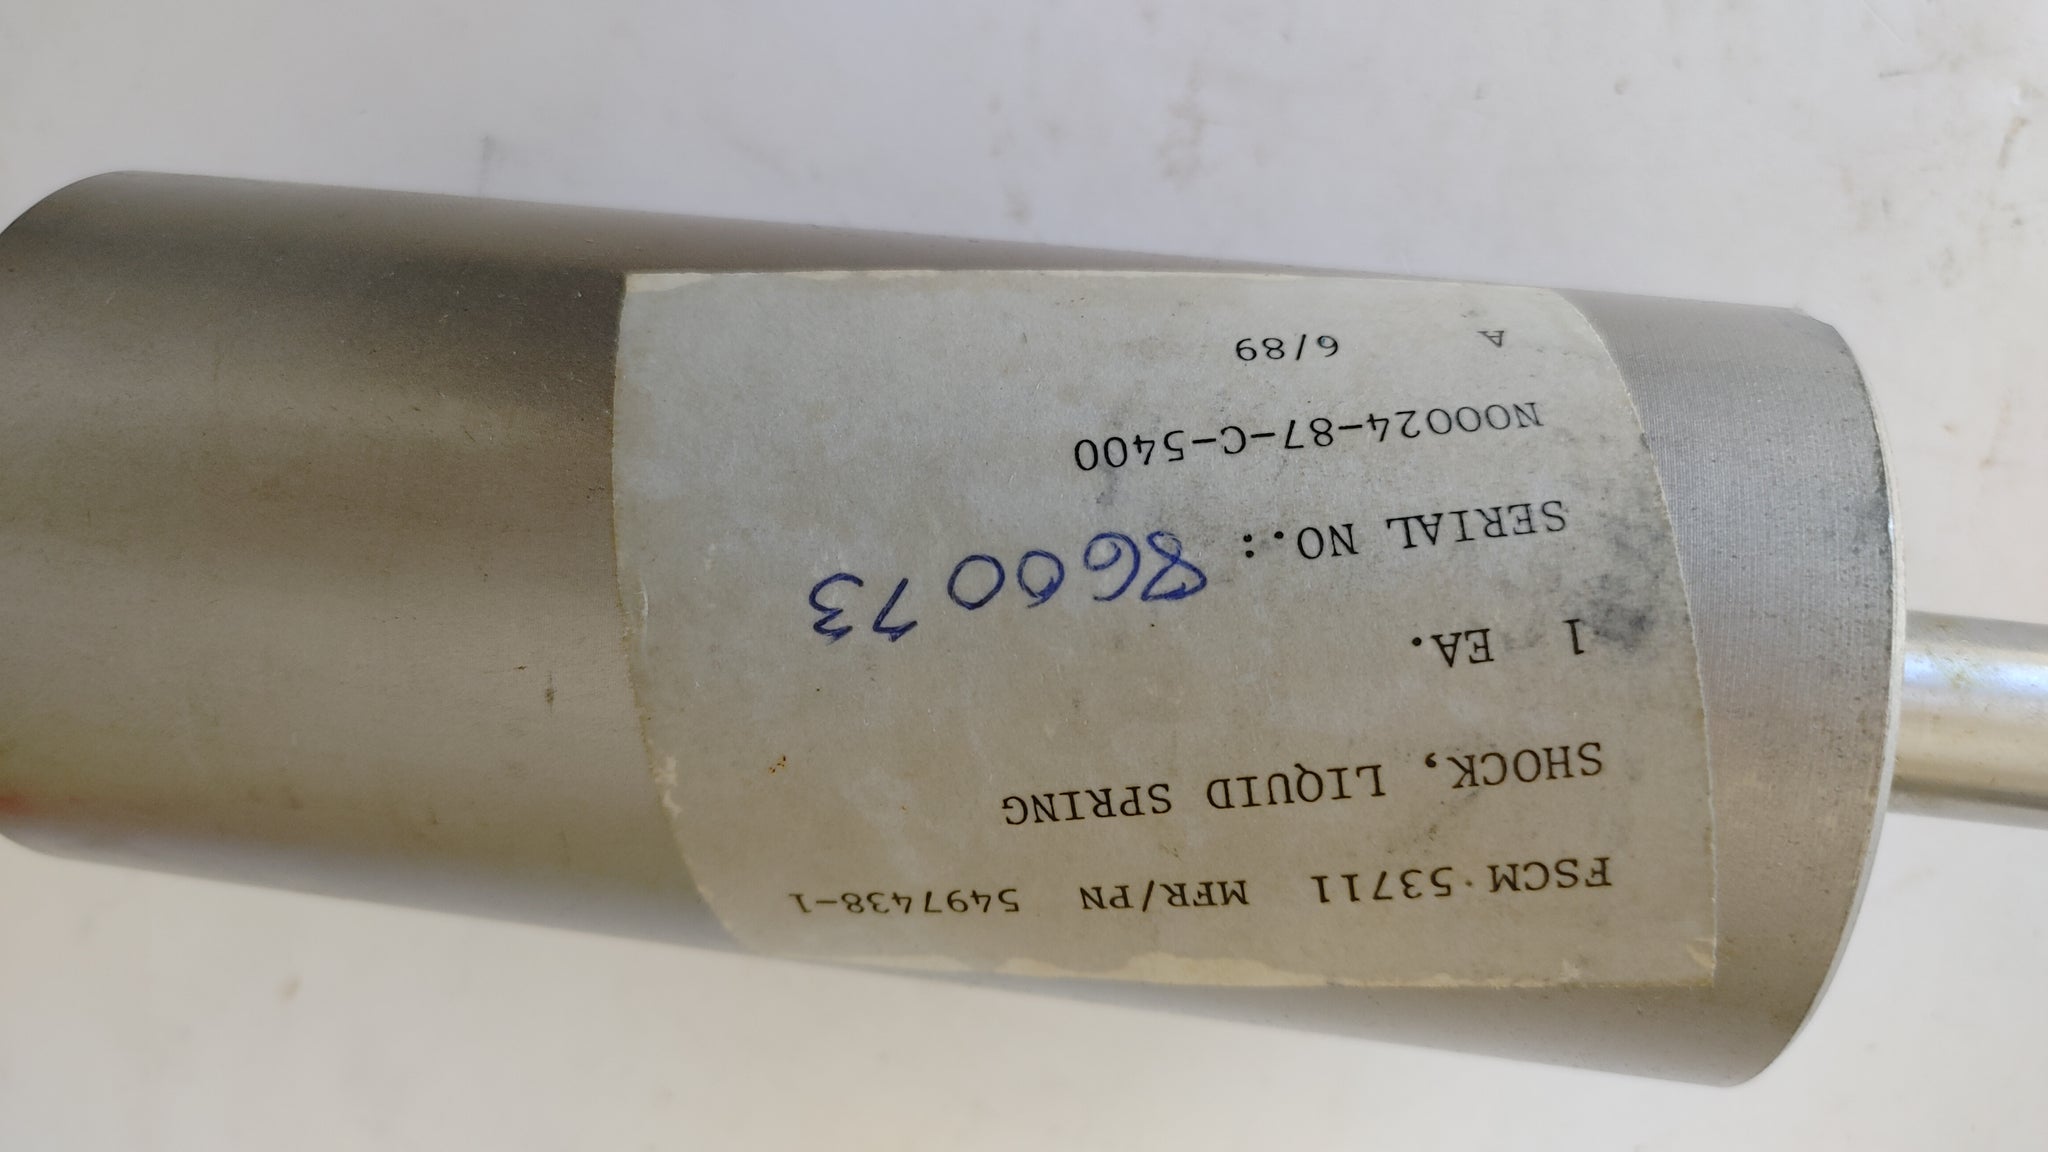 FSCM 53711 MFR/PN 5497438-1
SHOCK, LIQUID SPRING
1 EA.
SERIAL NO.: 860073
N00024-87-C-5400
A 6/89